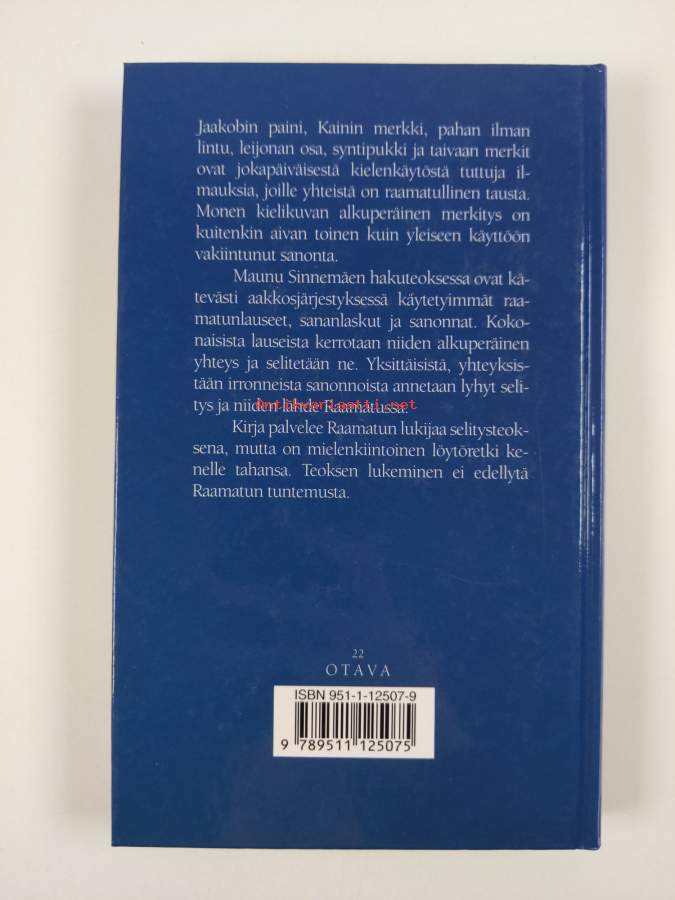 Jaakobin paini, Kainin merkki, pahan ilman
lintu, leijonan osa, syntipukki ja taivaan merkit
ovat jokapäiväisestä kielenkäytöstä tuttuja il-
mauksia, joille yhteistä on raamatullinen tausta.
Monen kielikuvan alkuperäinen merkitys on
kuitenkin aivan toinen kuin yleiseen käyttöön
vakiintunut sanonta.
Maunu Sinnemäen hakuteoksessa ovat kä-
tevästi aakkosjärjestyksessä käytetyimmät raa-
matunlauseet, sananlaskut ja sanonnat. Koko-
naisista lauseista kerrotaan niiden alkuperäinen
yhteys ja selitetään ne. Yksittäisistä, yhteyksis-
tään irronneista sanonnoista annetaan lyhyt seli-
tys ja niiden lähde Raamatussa.
antikvariaatti.net
Kirja palvelee Raamatun lukijaa selitysteok-
sena, mutta on mielenkiintoinen löytöretki ke-
nelle tahansa. Teoksen lukeminen ei edellytä
Raamatun tuntemusta.
22
OTAVA
ISBN 951-1-12507-9
9 789511 125075